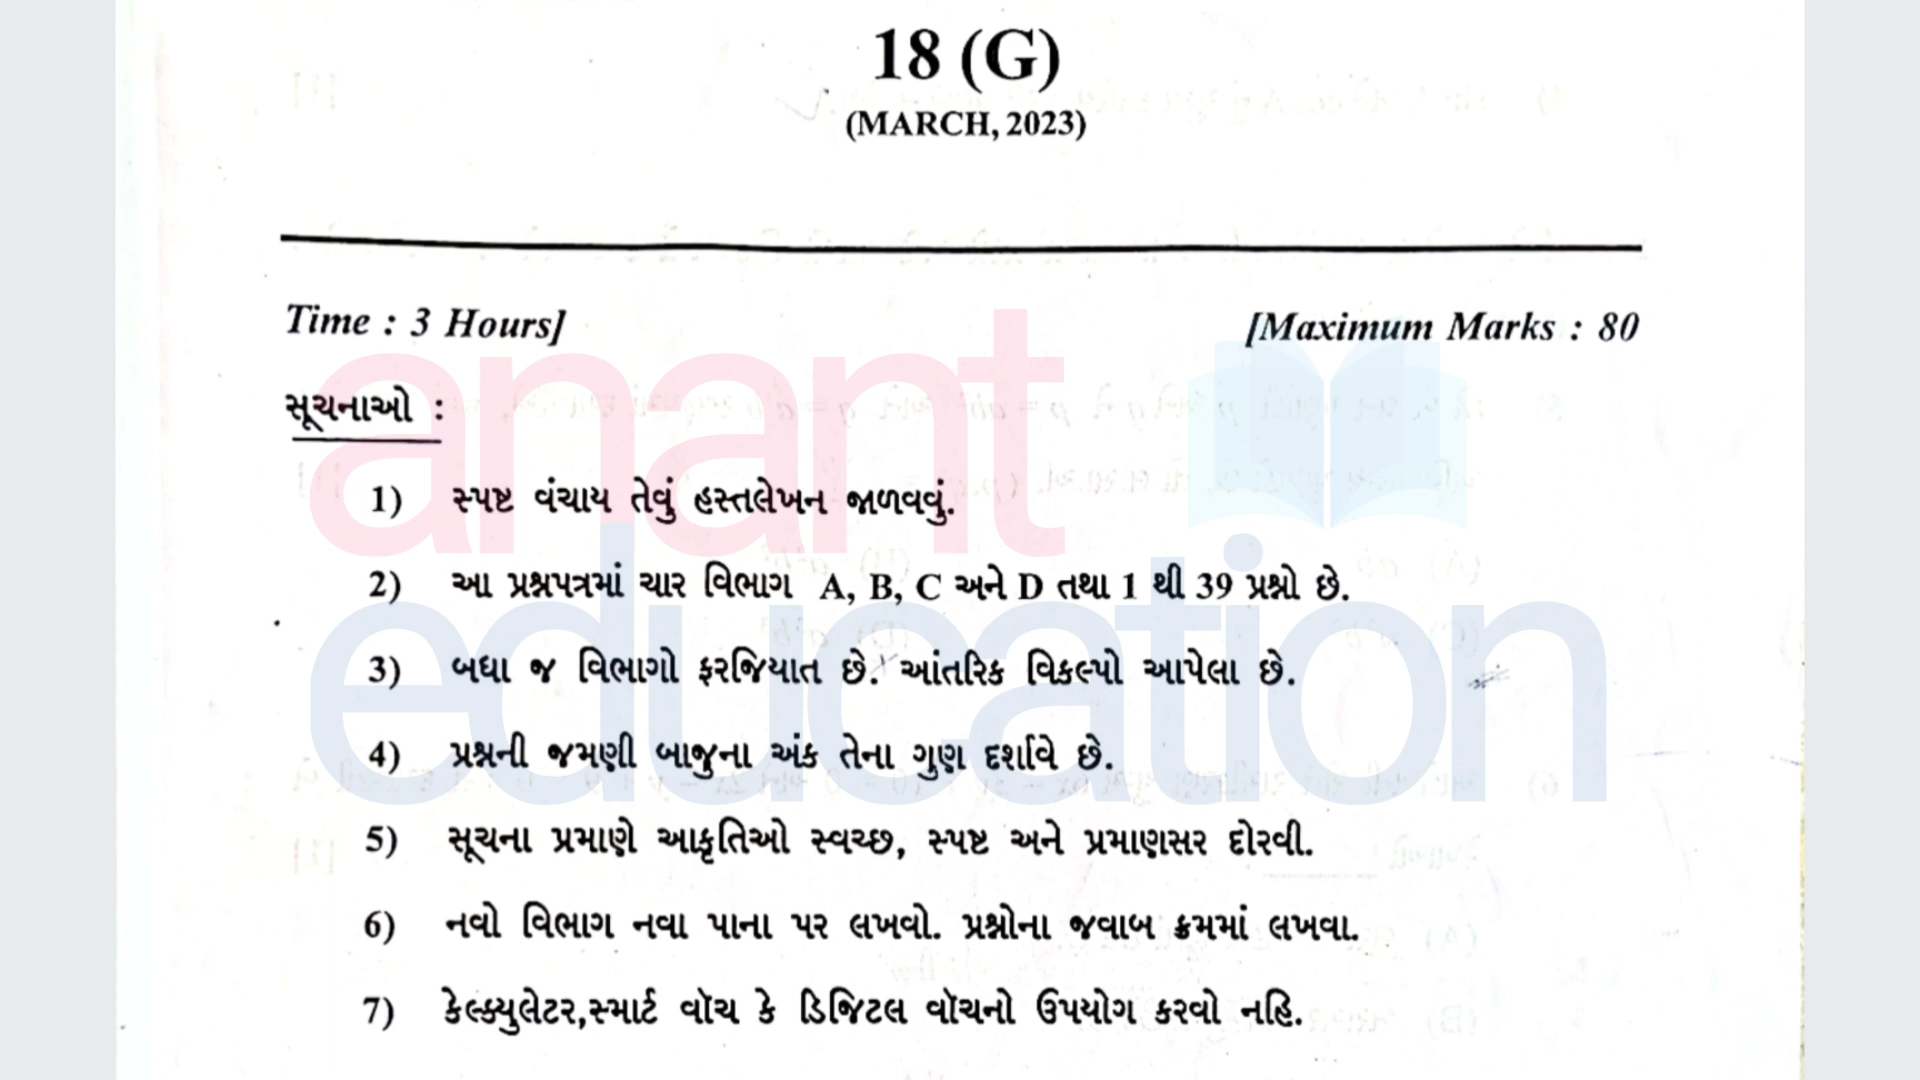 18 (G)
(MARCH, 2023)
Time : 3 Hours]
[Maximum Marks : 80
સૂચનાઓ :
1) સ્પષ્ટ વંચાય તેવું હસ્તલેખન જાળવવું.
2) આ પ્રશ્નપત્રમાં ચાર વિભાગ A, B, C અને D તથા 1 થી 39 પ્રશ્નો છે.
3) બધા જ વિભાગો ફરજિયાત છે. આંતરિક વિકલ્પો આપેલા છે.
4) પ્રશ્નની જમણી બાજુના અંક તેના ગુણ દર્શાવે છે.
5) સૂચના પ્રમાણે આકૃતિઓ સ્વચ્છ, સ્પષ્ટ અને પ્રમાણસર દોરવી.
6) નવો વિભાગ નવા પાના પર લખવો. પ્રશ્નોના જવાબ ક્રમમાં લખવા.
7) કેલ્ક્યુલેટર,સ્માર્ટ વૉચ કે ડિજિટલ વૉચનો ઉપયોગ કરવો નહિ.
anant
education